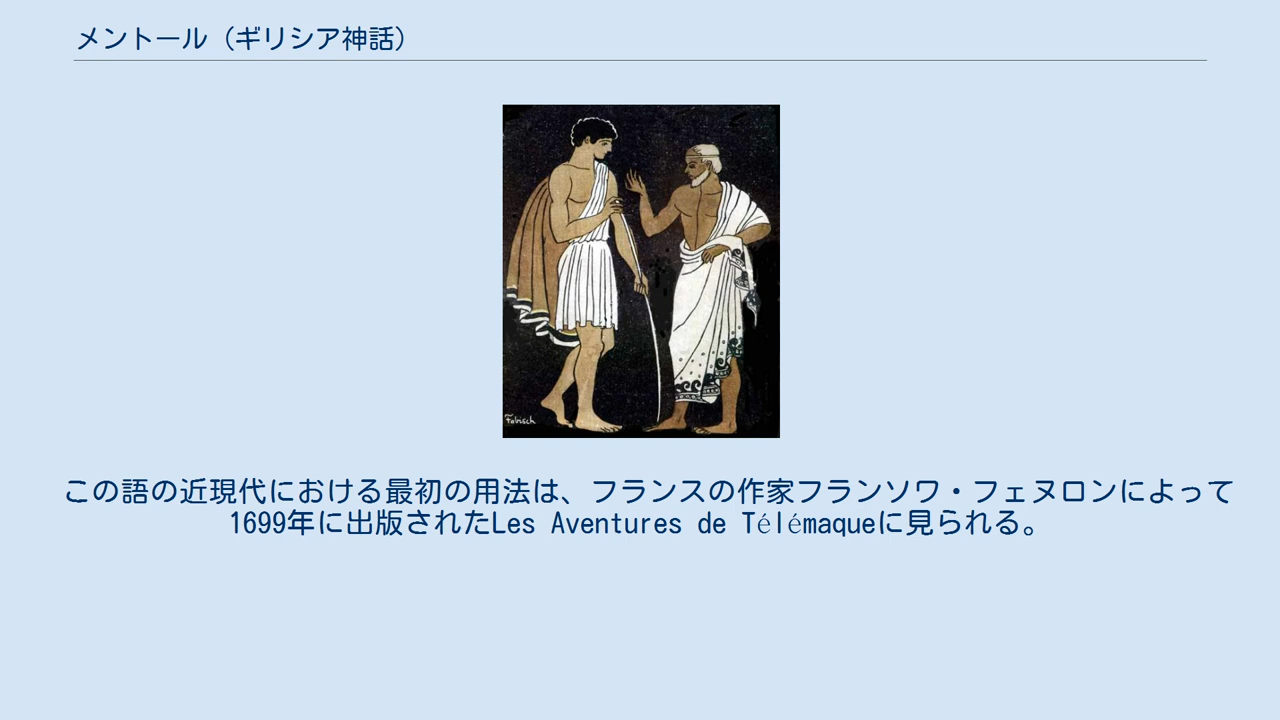 メントール（ギリシア神話）
Fabisch
この語の近現代における最初の用法は、フランスの作家フランソワ・フェヌロンによって
1699年に出版されたLes Aventures de Télémaqueに見られる。